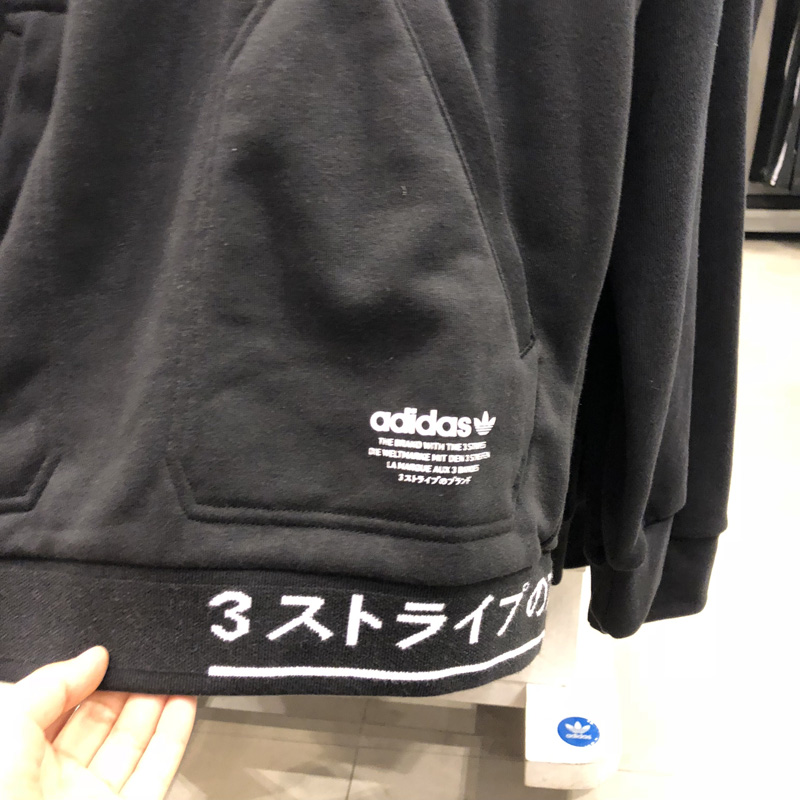 adidas
THE BRAND WITH THE 3 STRIPES
DIE WELTMARKE MIT DEN 3 STREIFEN
LA MARQUE AUX 3 BANDES
3ストライプのブランド
3ストライプの
adidas